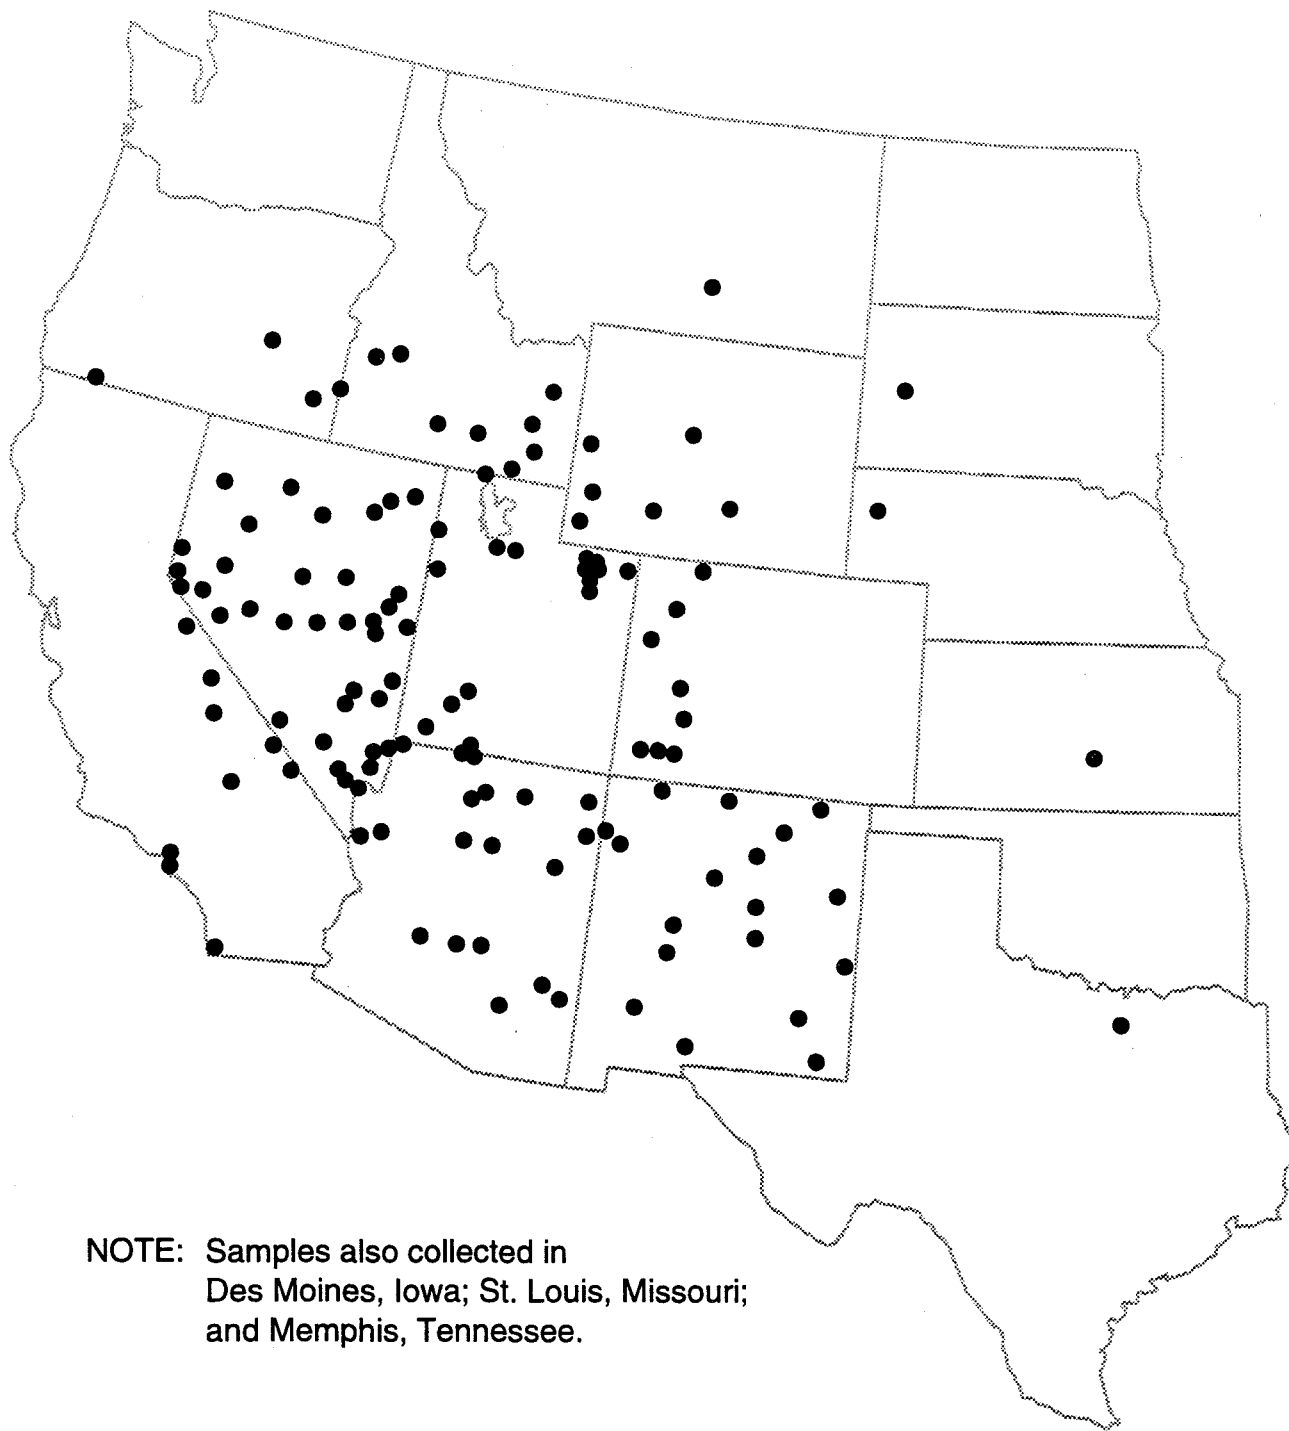 NOTE: Samples also collected in
Des Moines, Iowa; St. Louis, Missouri;
and Memphis, Tennessee.